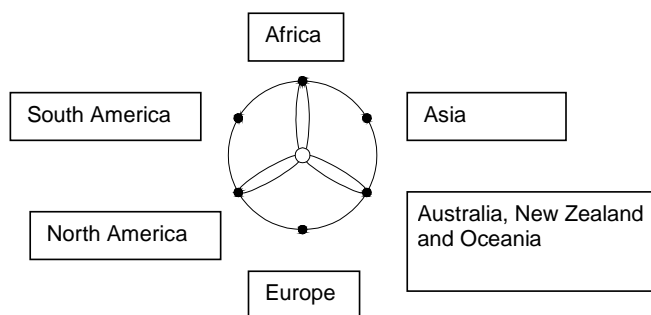 Africa
South America
Asia
North America
Australia, New Zealand
and Oceania
Europe